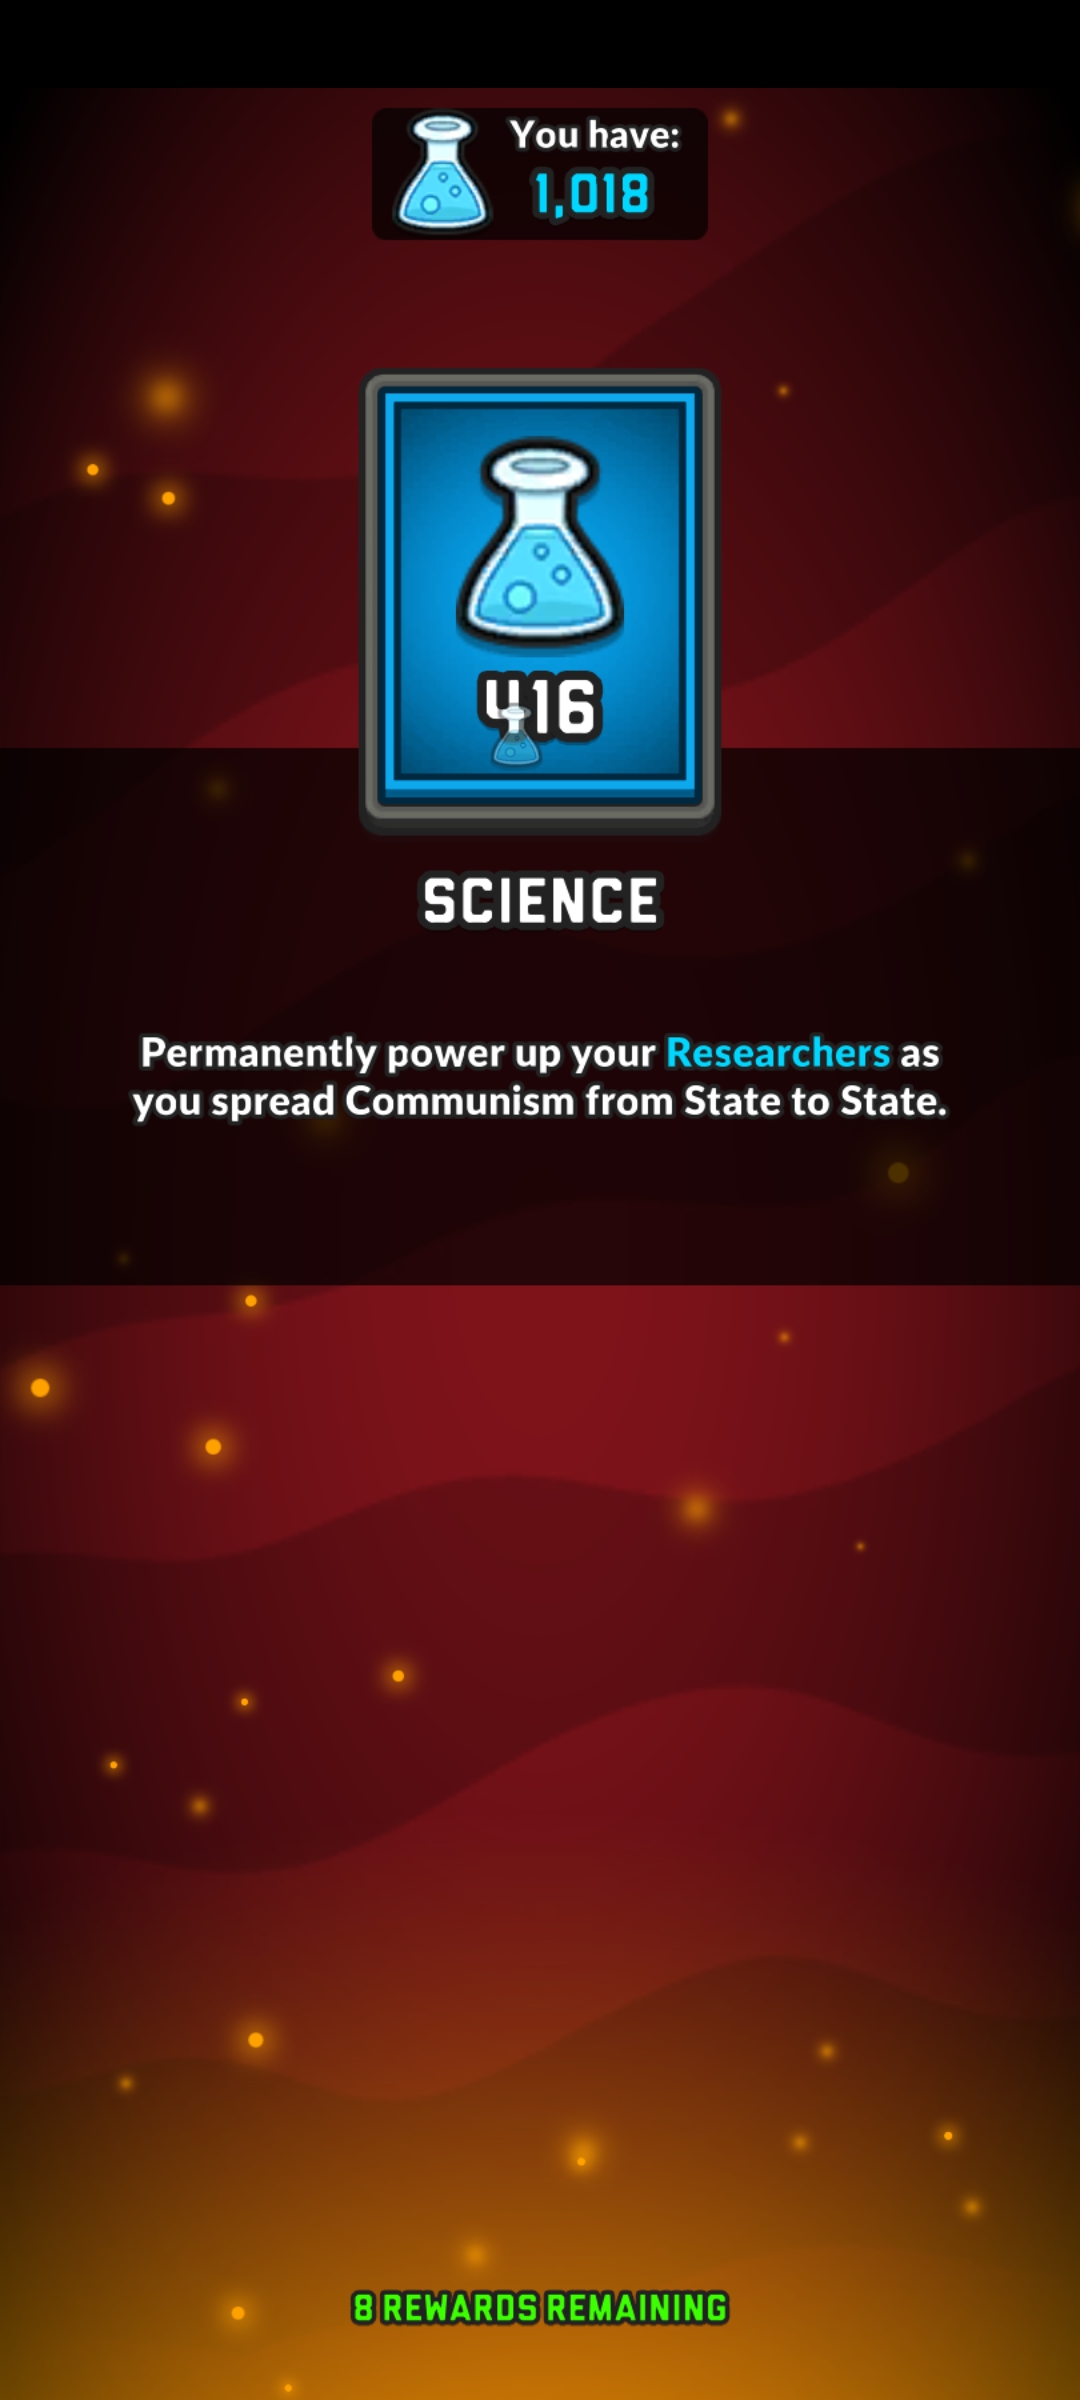 You have:
1,018
416
SCIENCE
Permanently power up your Researchers as
you spread Communism from State to State.
8 REWARDS REMAINING